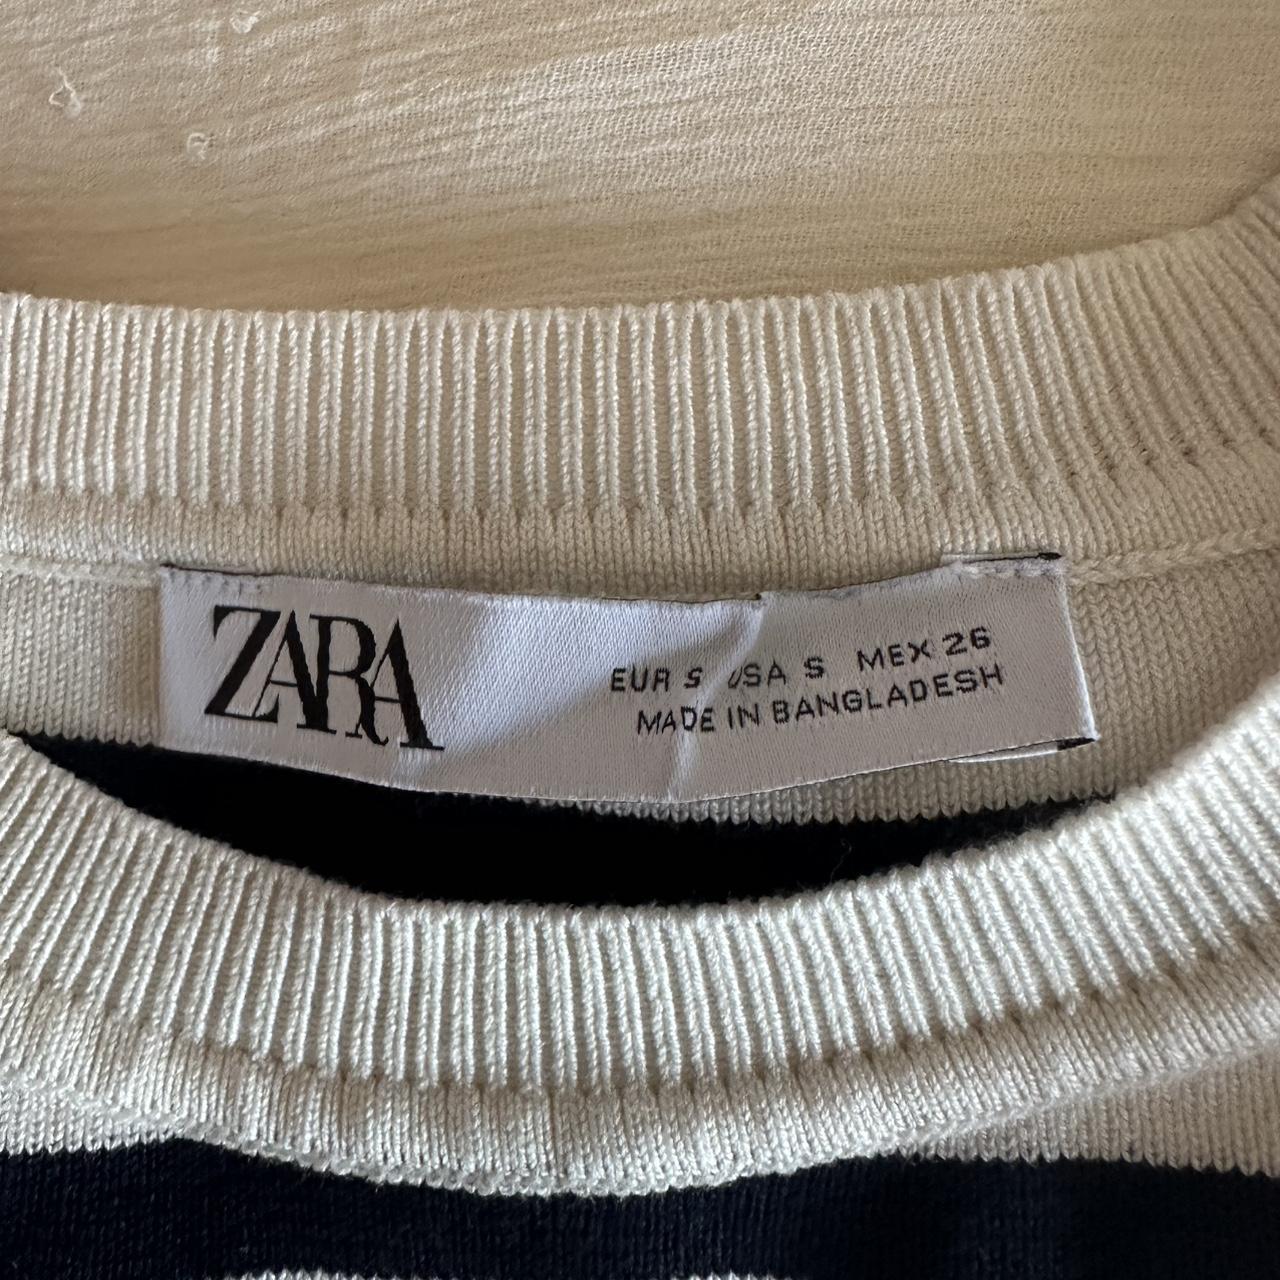 ZARA
EUR S USA S MEX 26
MADE IN BANGLADESH